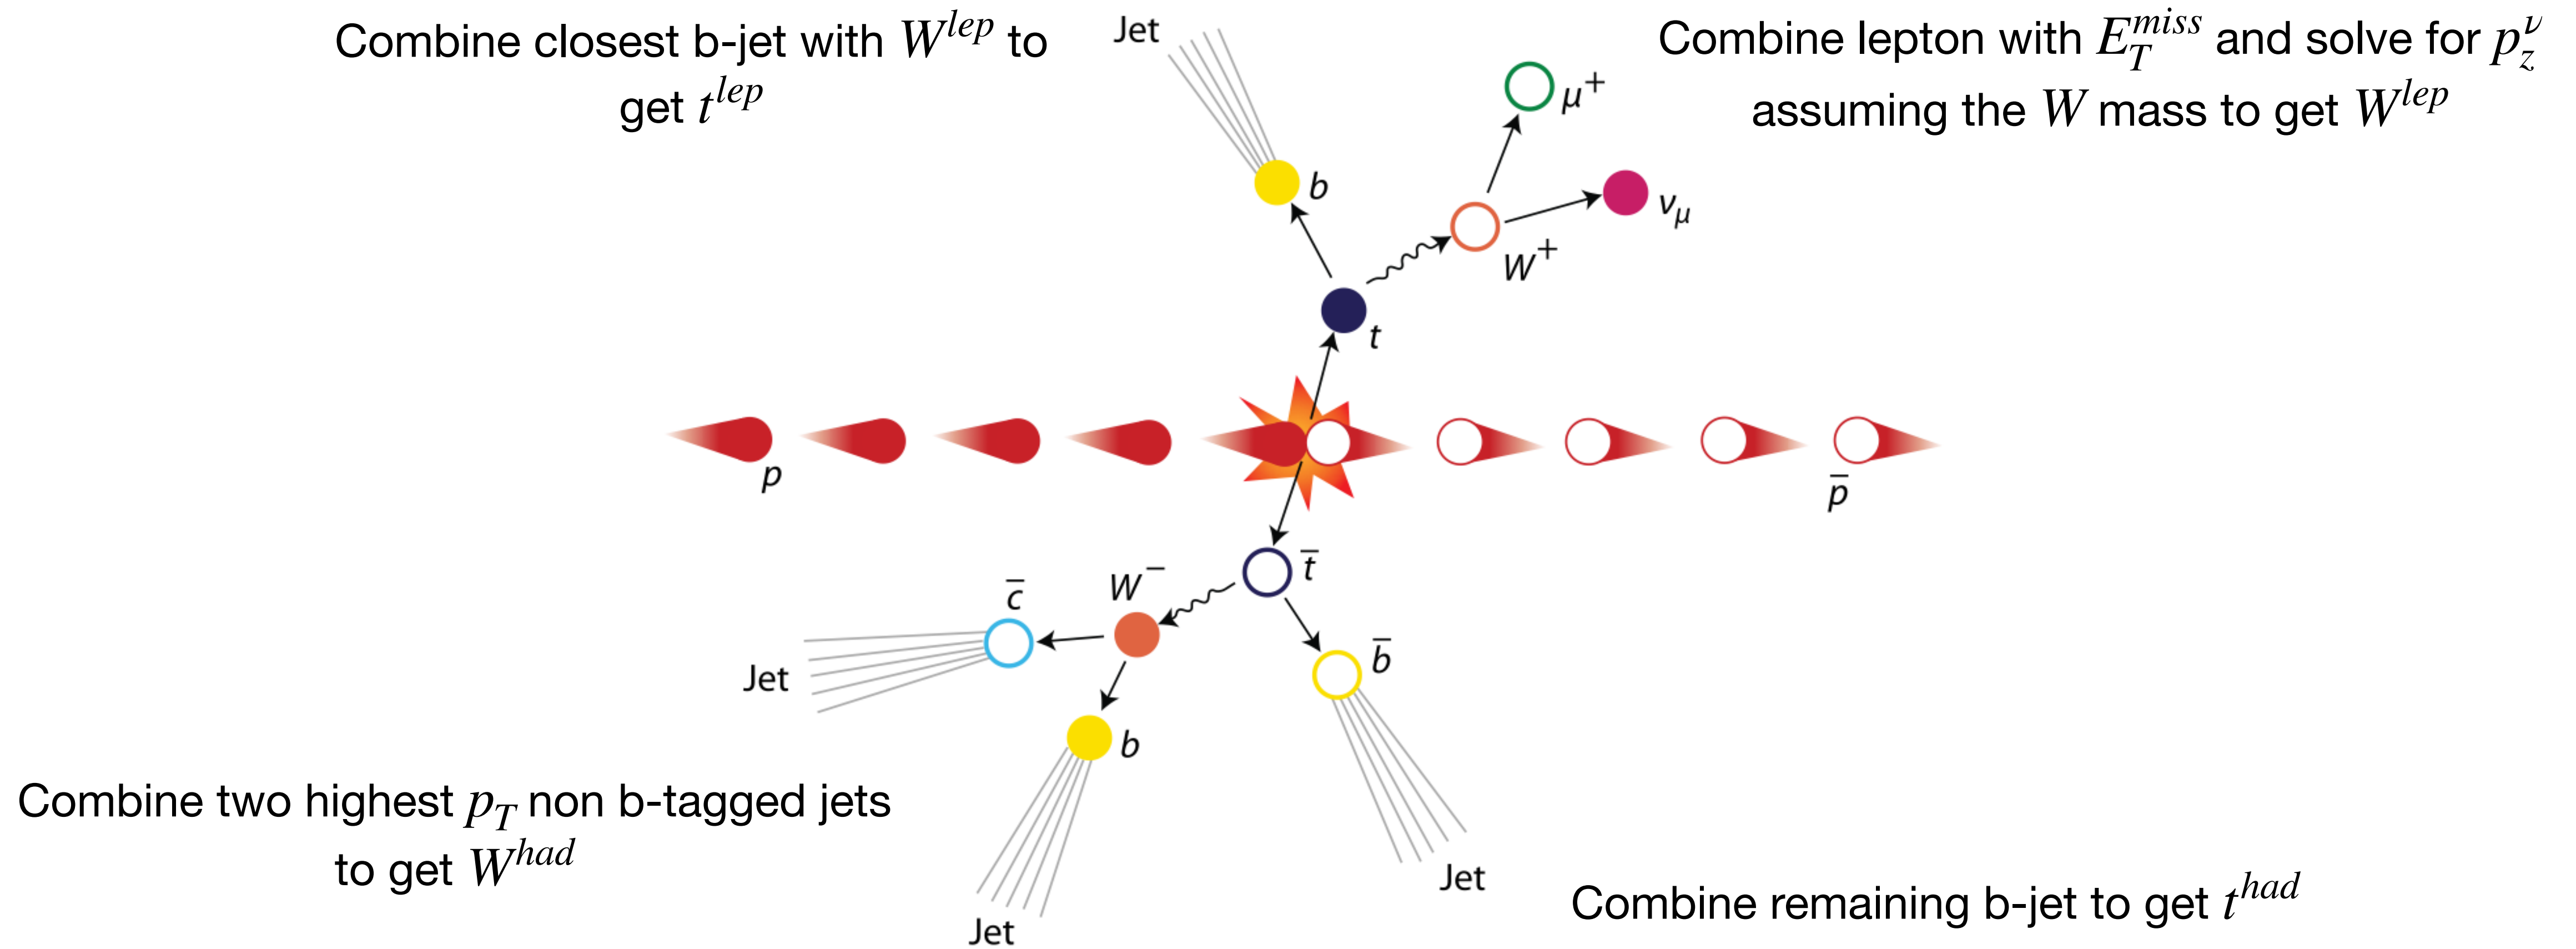 Combine closest b-jet with W^{lep} to
get t^{lep}
Jet
Combine lepton with E_T^{miss} and solve for p_z^ν
assuming the W mass to get W^{lep}
μ⁺
b
ν_μ
W⁺
t
p
p̄
t̄
W⁻
c̄
b̄
Jet
b
Combine two highest p_T non b-tagged jets
to get W^{had}
Jet
Jet
Combine remaining b-jet to get t^{had}